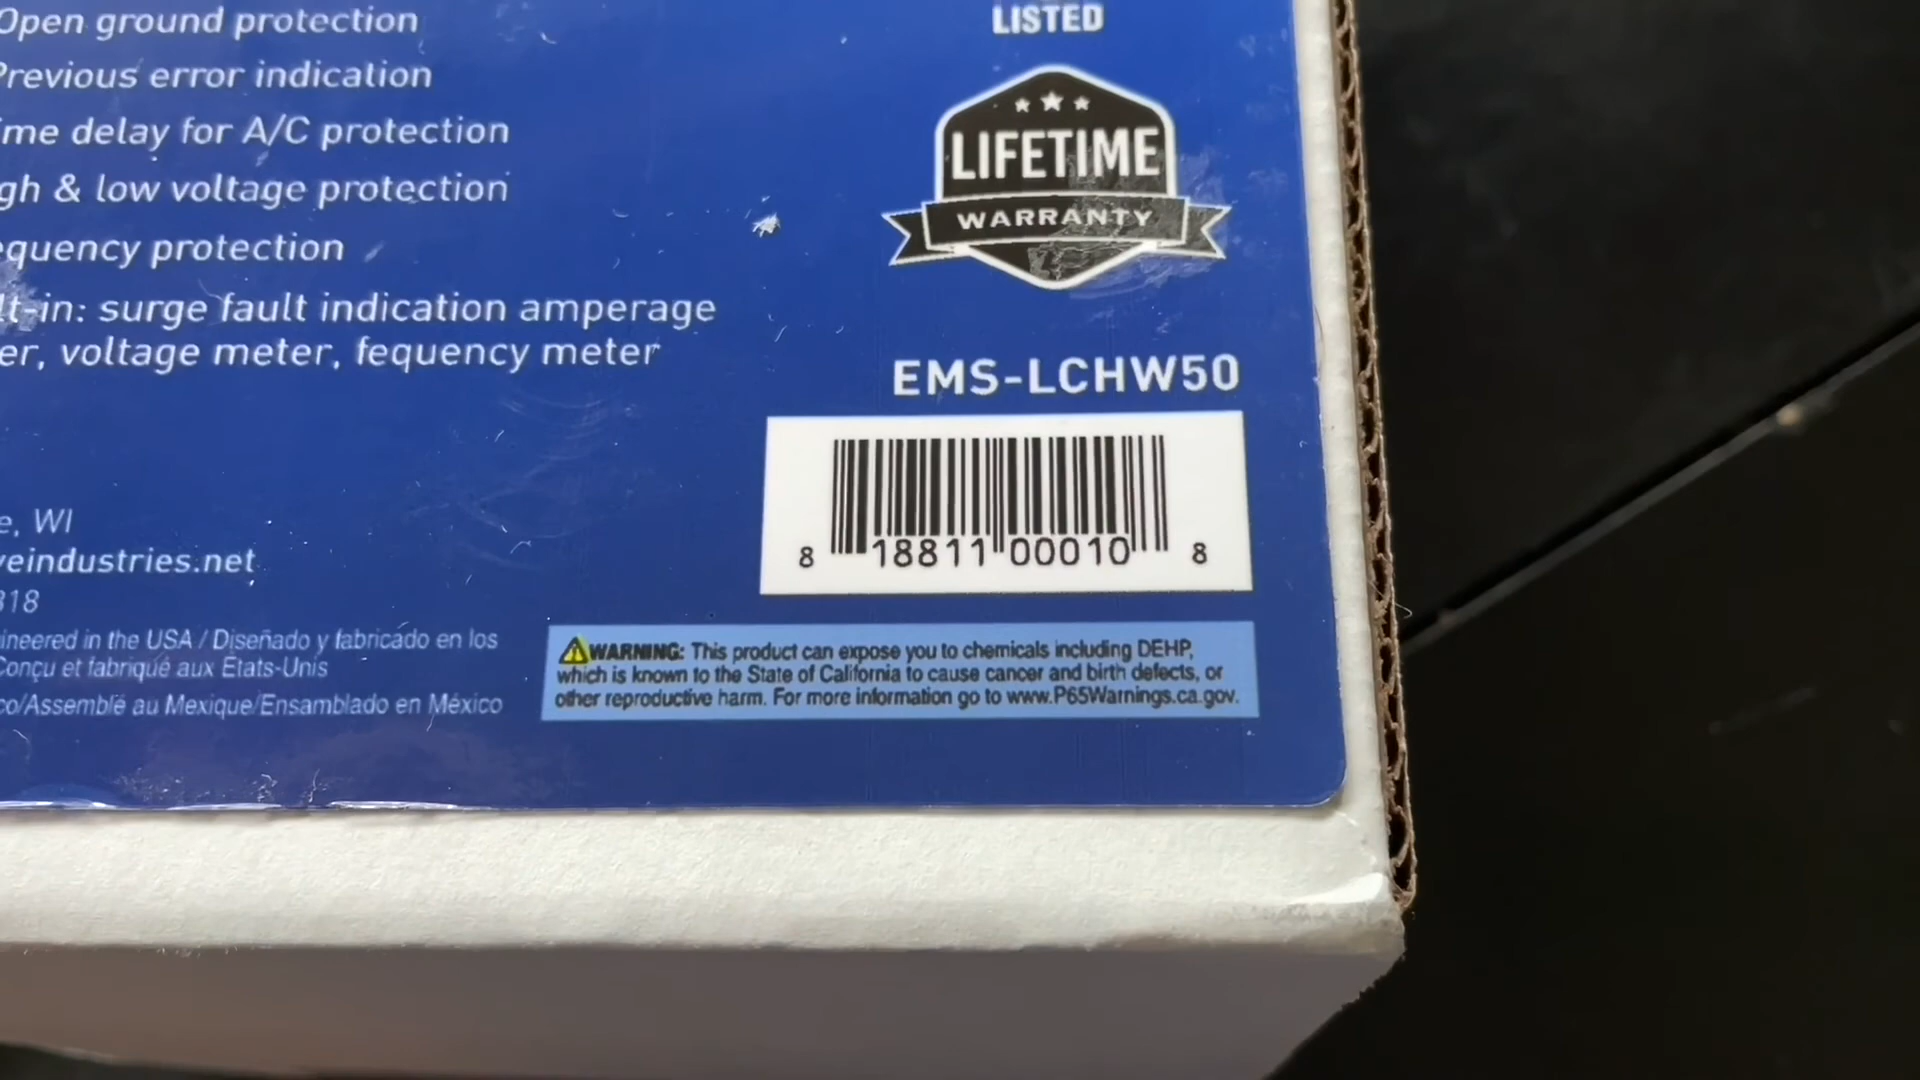 Open ground protection
Previous error indication
me delay for A/C protection
gh & low voltage protection
equency protection
lt-in: surge fault indication amperage
er, voltage meter, fequency meter
LISTED
LIFETIME
WARRANTY
EMS-LCHW50
8 18811 00010 8
e, WI
veindustries.net
318
ineered in the USA / Diseñado y fabricado en los
Conçu et fabriqué aux États-Unis
co/Assemblé au Mexique/Ensamblado en México
WARNING: This product can expose you to chemicals including DEHP,
which is known to the State of California to cause cancer and birth defects, or
other reproductive harm. For more information go to www.P65Warnings.ca.gov.